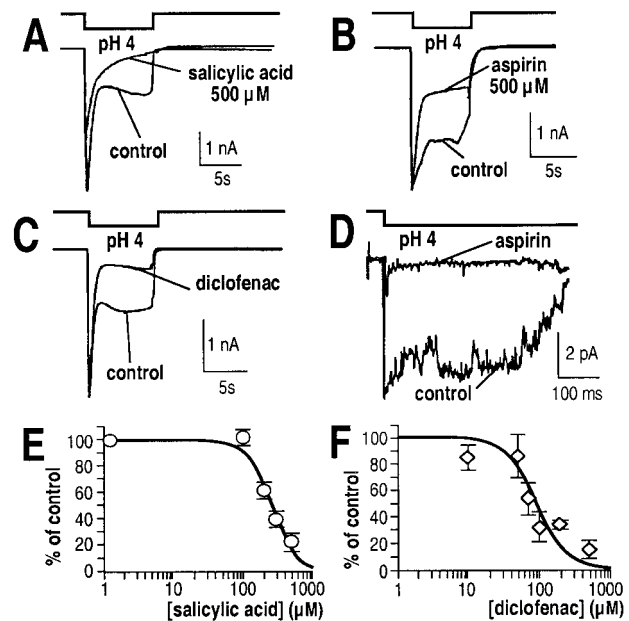 A
pH 4
salicylic acid
500 µM
control
1 nA
5s
B
pH 4
aspirin
500 µM
control
1 nA
5s
C
pH 4
diclofenac
control
1 nA
5s
D
pH 4
aspirin
control
2 pA
100 ms
E
% of control
100
80
60
40
20
0
1 10 100 1000
[salicylic acid] (µM)
F
% of control
100
80
60
40
20
0
1 10 100 1000
[diclofenac] (µM)